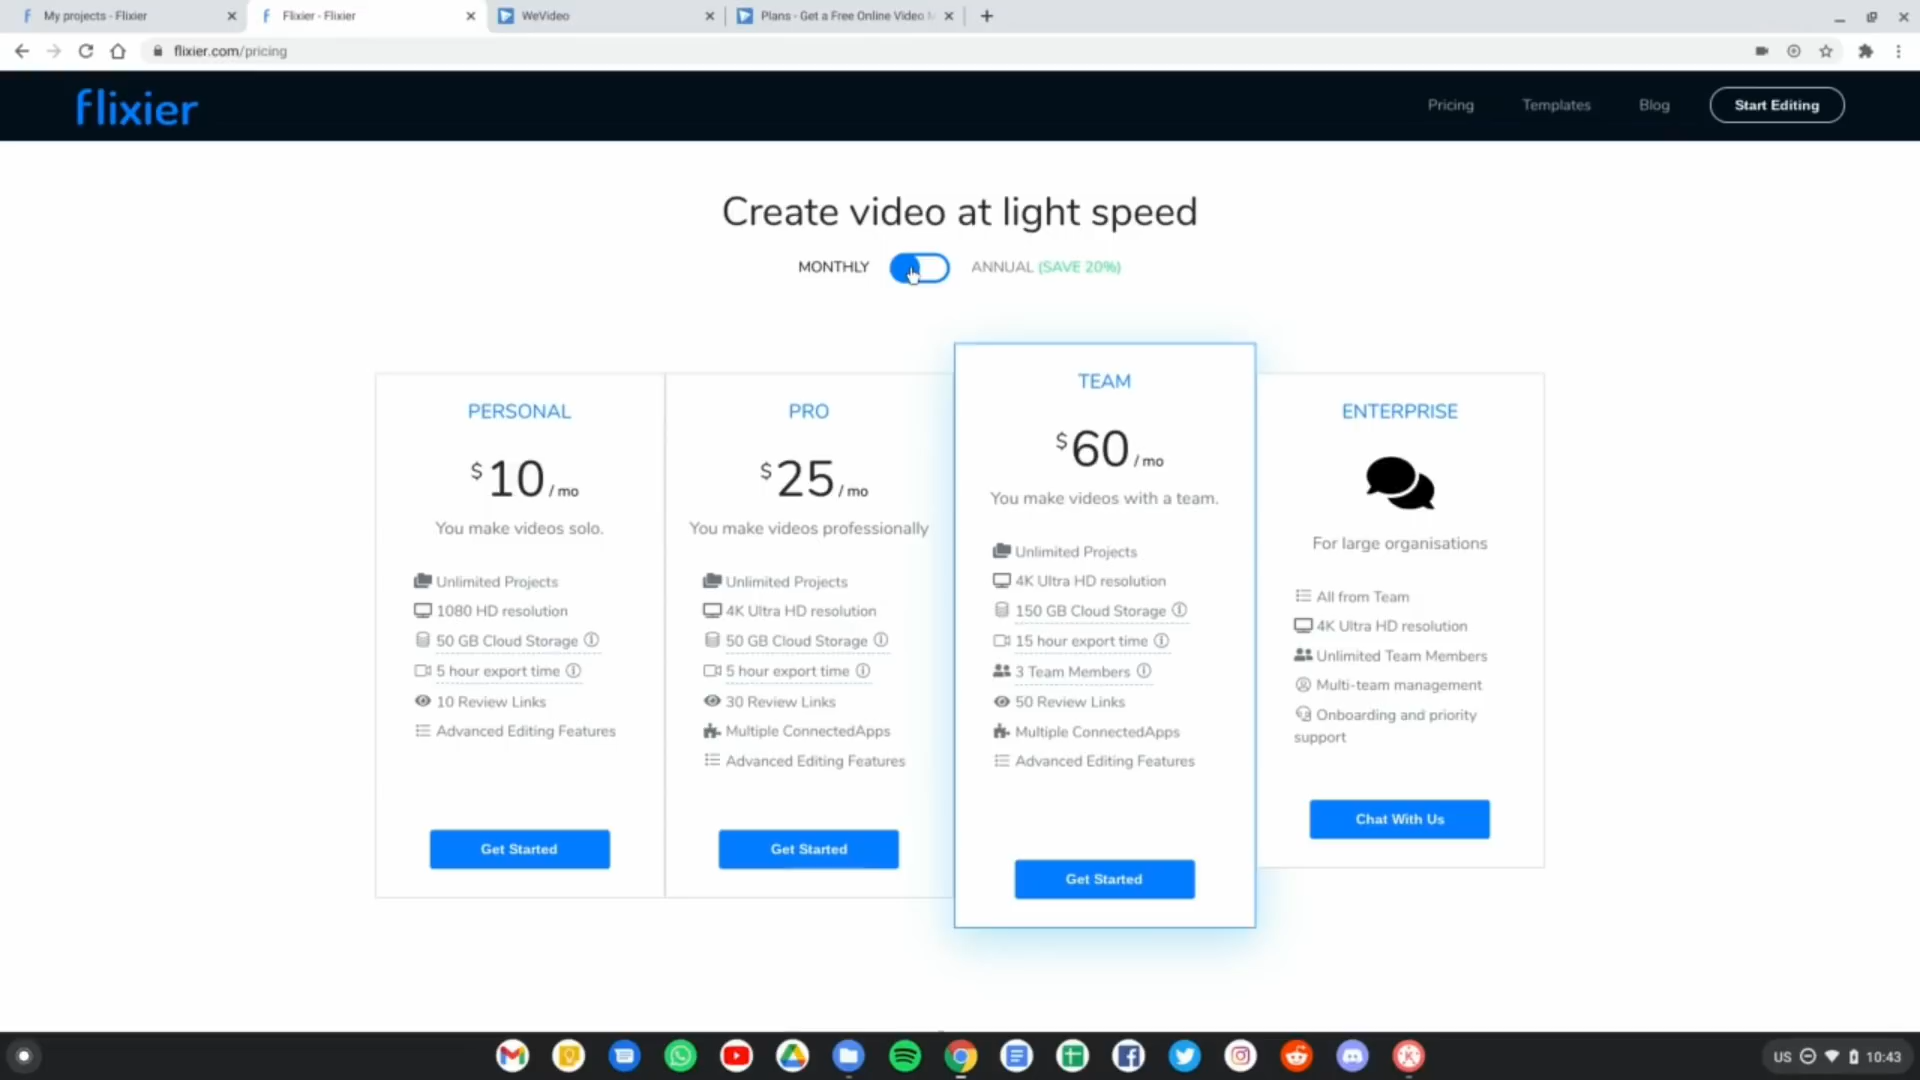 My projects - Flixier
Flixier - Flixier
WeVideo
Plans - Get a Free Online Video
flixier.com/pricing
flixier
Pricing
Templates
Blog
Start Editing
Create video at light speed
MONTHLY
ANNUAL (SAVE 20%)
PERSONAL
$10 / mo
You make videos solo.
Unlimited Projects
1080 HD resolution
50 GB Cloud Storage
5 hour export time
10 Review Links
Advanced Editing Features
Get Started
PRO
$25 / mo
You make videos professionally
Unlimited Projects
4K Ultra HD resolution
50 GB Cloud Storage
5 hour export time
30 Review Links
Multiple ConnectedApps
Advanced Editing Features
Get Started
TEAM
$60 / mo
You make videos with a team.
Unlimited Projects
4K Ultra HD resolution
150 GB Cloud Storage
15 hour export time
3 Team Members
50 Review Links
Multiple ConnectedApps
Advanced Editing Features
Get Started
ENTERPRISE
For large organisations
All from Team
4K Ultra HD resolution
Unlimited Team Members
Multi-team management
Onboarding and priority
support
Chat With Us
US
10:43